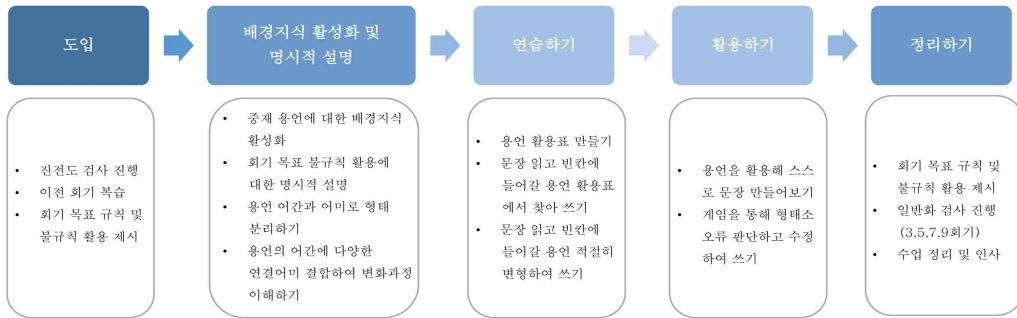 도입
배경지식 활성화 및
명시적 설명
연습하기
활용하기
정리하기
• 진전도 검사 진행
• 이전 회기 복습
• 회기 목표 규칙 및
불규칙 활용 제시
• 중재 용언에 대한 배경지식
활성화
• 회기 목표 불규칙 활용에
대한 명시적 설명
• 용언 어간과 어미로 형태
분리하기
• 용언의 어간에 다양한
연결어미 결합하여 변화과정
이해하기
• 용언 활용표 만들기
• 문장 읽고 빈칸에
들어갈 용언 활용표
에서 찾아 쓰기
• 문장 읽고 빈칸에
들어갈 용언 적절히
변형하여 쓰기
• 용언을 활용해 스스
로 문장 만들어보기
• 게임을 통해 형태소
오류 판단하고 수정
하여 쓰기
• 회기 목표 규칙 및
불규칙 활용 제시
• 일반화 검사 진행
(3,5,7,9회기)
• 수업 정리 및 인사